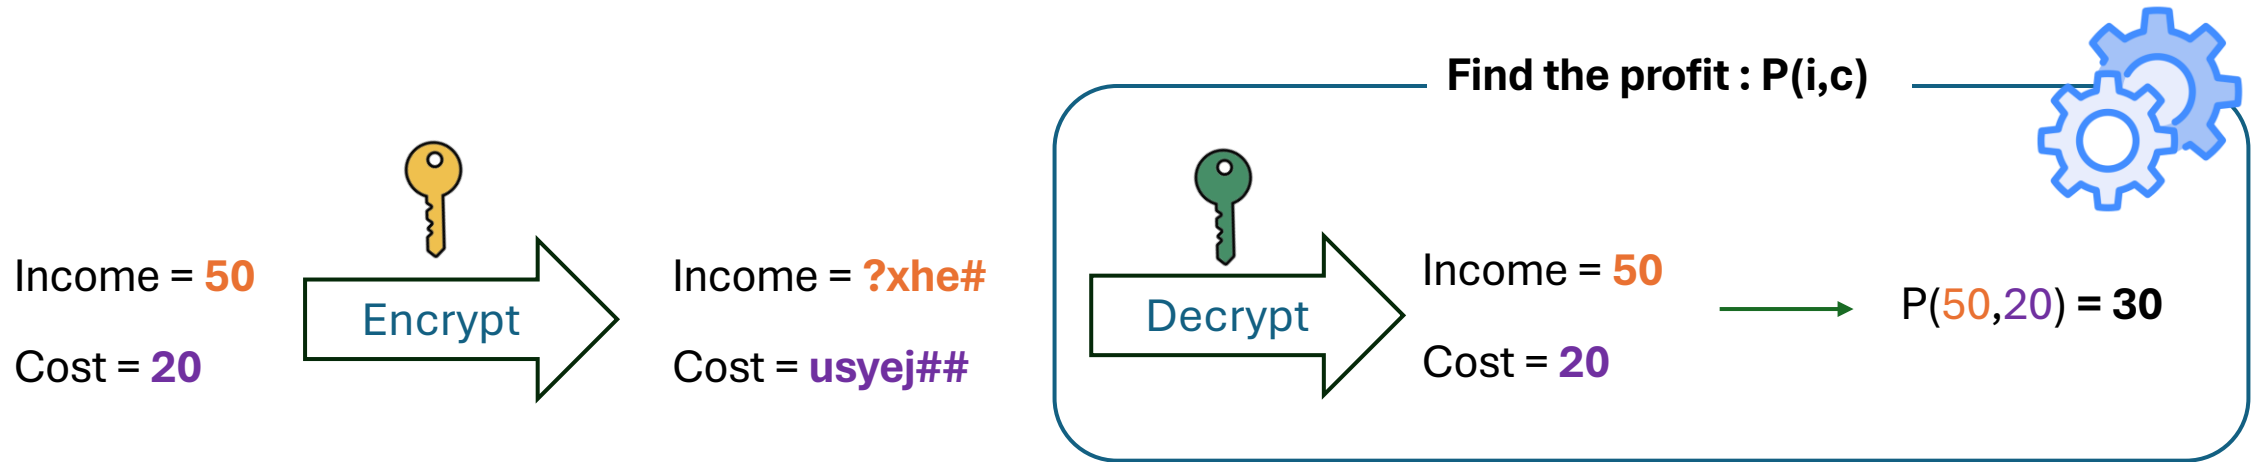 Find the profit : P(i,c)
Income = 50
Cost = 20
Encrypt
Income = ?xhe#
Cost = usyej##
Decrypt
Income = 50
Cost = 20
P(50,20) = 30